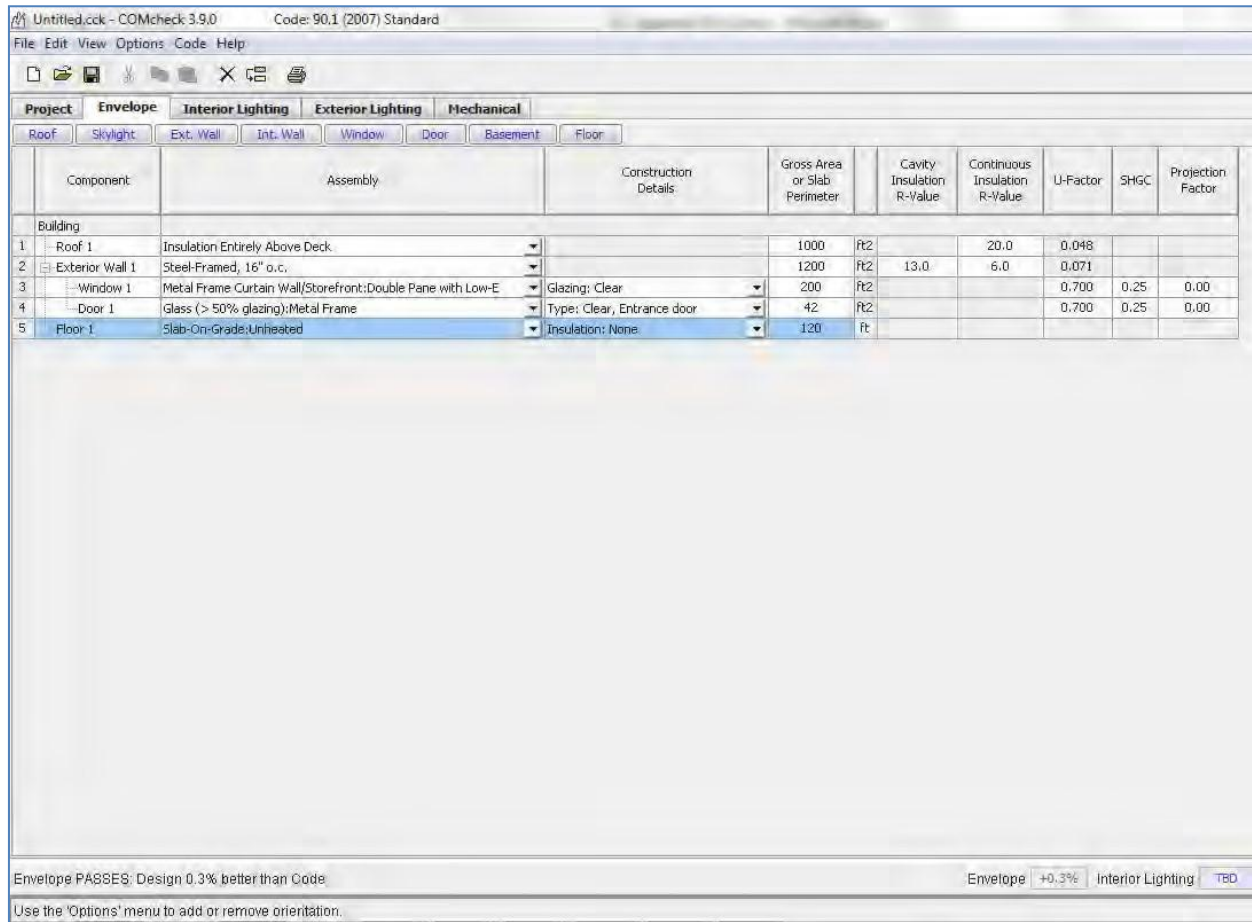 Untitled.cck - COMcheck 3.9.0 Code: 90.1 (2007) Standard
File Edit View Options Code Help
Project Envelope Interior Lighting Exterior Lighting Mechanical
Roof Skylight Ext. Wall Int. Wall Window Door Basement Floor
Component Assembly Construction Details Gross Area or Slab Perimeter Cavity Insulation R-Value Continuous Insulation R-Value U-Factor SHGC Projection Factor
Building
1 Roof 1 Insulation Entirely Above Deck 1000 ft2 20.0 0.048
2 Exterior Wall 1 Steel-Framed, 16" o.c. 1200 ft2 13.0 6.0 0.071
3 Window 1 Metal Frame Curtain Wall/Storefront:Double Pane with Low-E Glazing: Clear 200 ft2 0.700 0.25 0.00
4 Door 1 Glass (> 50% glazing):Metal Frame Type: Clear, Entrance door 42 ft2 0.700 0.25 0.00
5 Floor 1 Slab-On-Grade:Unheated Insulation: None 120 ft
Envelope PASSES: Design 0.3% better than Code Envelope +0.3% Interior Lighting TBD
Use the 'Options' menu to add or remove orientation.